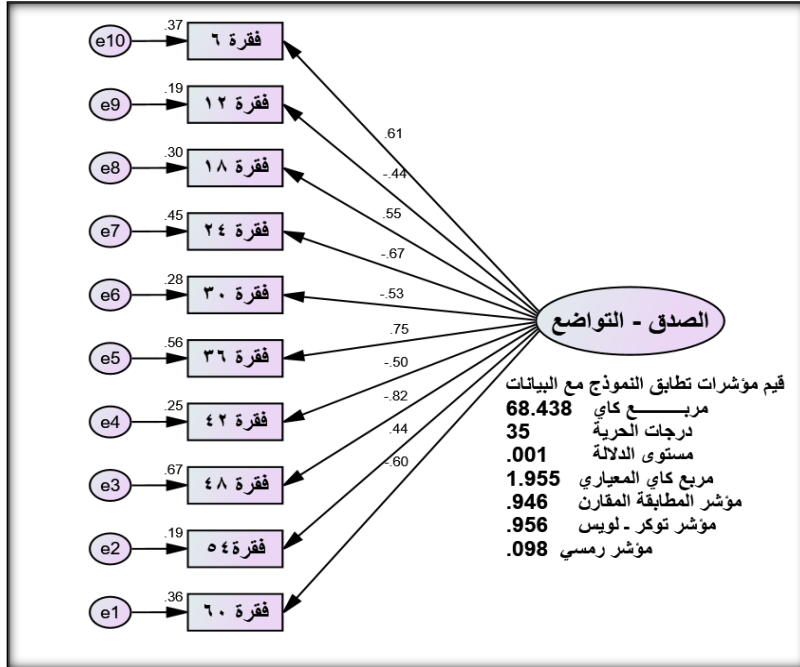 e10 .37 فقرة ٦
e9 .19 فقرة ١٢
e8 .30 فقرة ١٨
e7 .45 فقرة ٢٤
e6 .28 فقرة ٣٠
e5 .56 فقرة ٣٦
e4 .25 فقرة ٤٢
e3 .67 فقرة ٤٨
e2 .19 فقرة٥٤
e1 .36 فقرة ٦٠
.61
-.44
.55
-.67
-.53
.75
-.50
-.82
.44
-.60
الصدق - التواضع
قيم مؤشرات تطابق النموذج مع البيانات
مربـــــــع كاي 68.438
درجات الحرية 35
مستوى الدلالة .001
مربع كاي المعياري 1.955
مؤشر المطابقة المقارن .946
مؤشر توكر - لويس .956
مؤشر رمسي .098